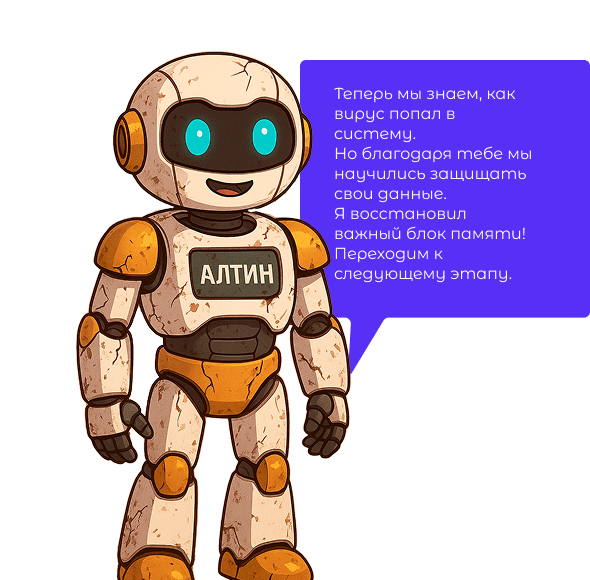 Теперь мы знаем, как
вирус попал в
систему.
Но благодаря тебе мы
научились защищать
свои данные.
Я восстановил
важный блок памяти!
Переходим к
следующему этапу.
АЛТИН